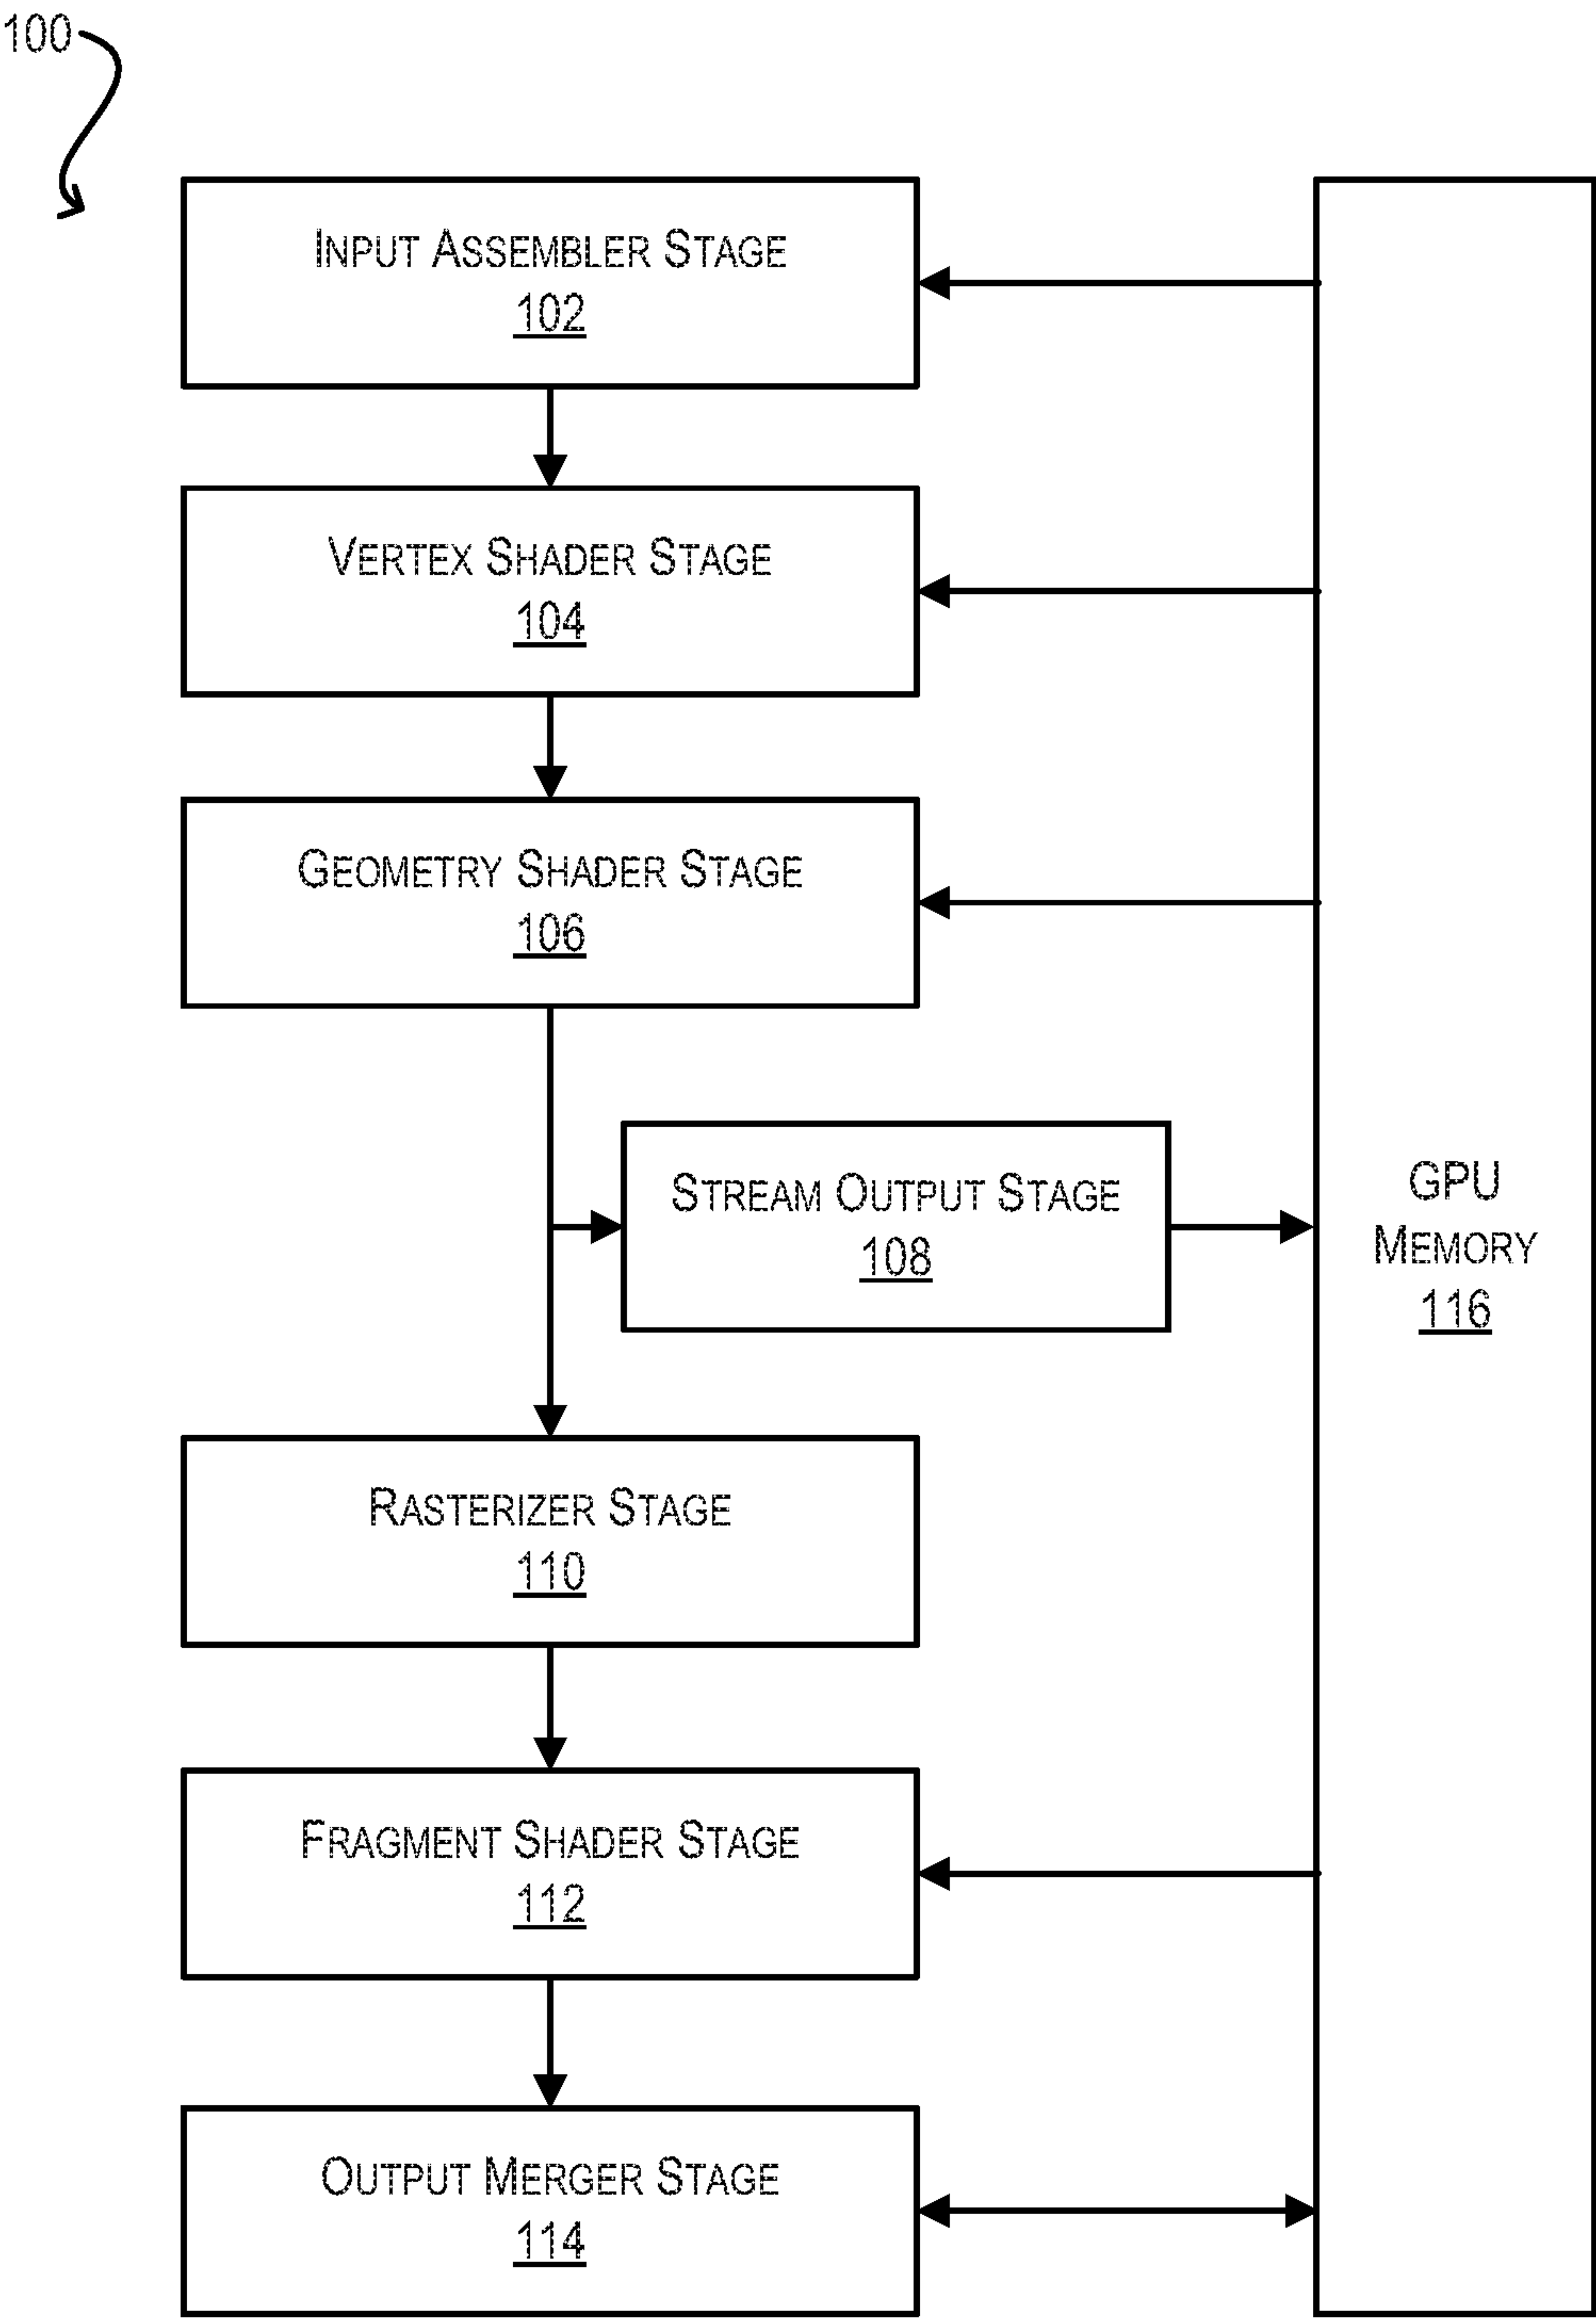 100
INPUT ASSEMBLER STAGE
102
VERTEX SHADER STAGE
104
GEOMETRY SHADER STAGE
106
STREAM OUTPUT STAGE
108
GPU
MEMORY
116
RASTERIZER STAGE
110
FRAGMENT SHADER STAGE
112
OUTPUT MERGER STAGE
114